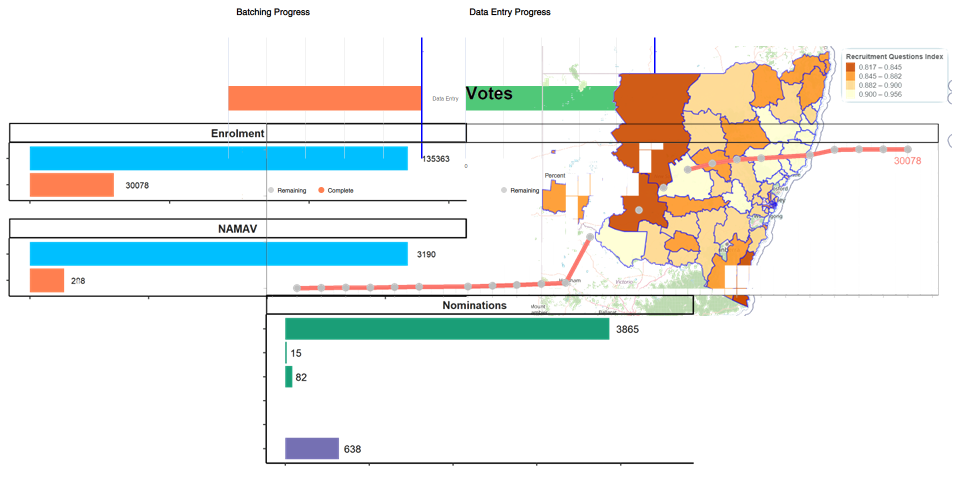 Batching Progress
Data Entry Progress
Recruitment Questions Index
0.817 – 0.845
0.845 – 0.882
0.882 – 0.900
0.900 – 0.956
Data Entry
Votes
Enrolment
135363
30078
30078
Percent
Remaining
Complete
Remaining
NAMAV
3190
Victoria
Mount
Nominations
3865
15
82
638